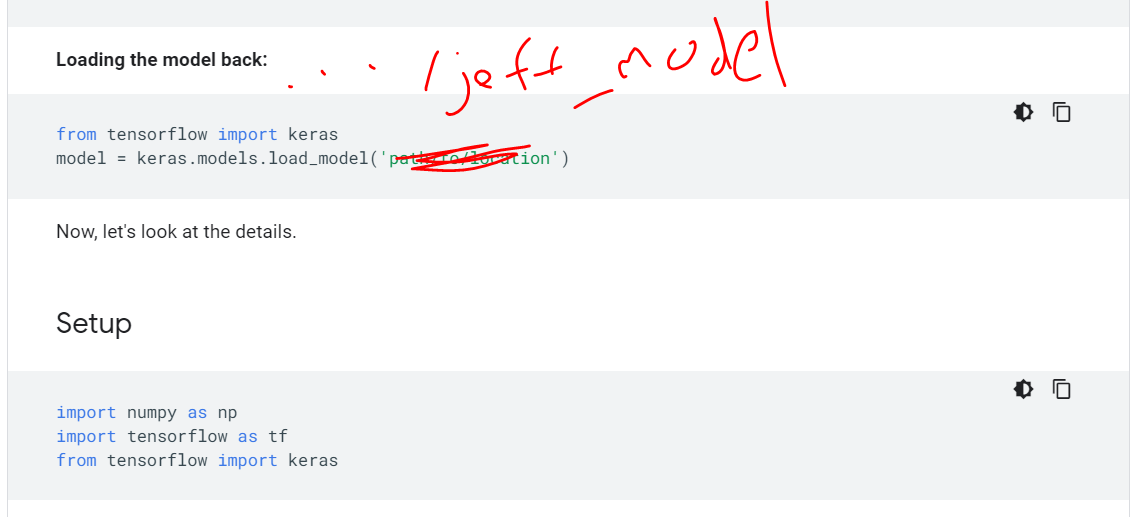 Loading the model back:
... /jeff_model
from tensorflow import keras
model = keras.models.load_model('path/to/location')
Now, let's look at the details.
Setup
import numpy as np
import tensorflow as tf
from tensorflow import keras